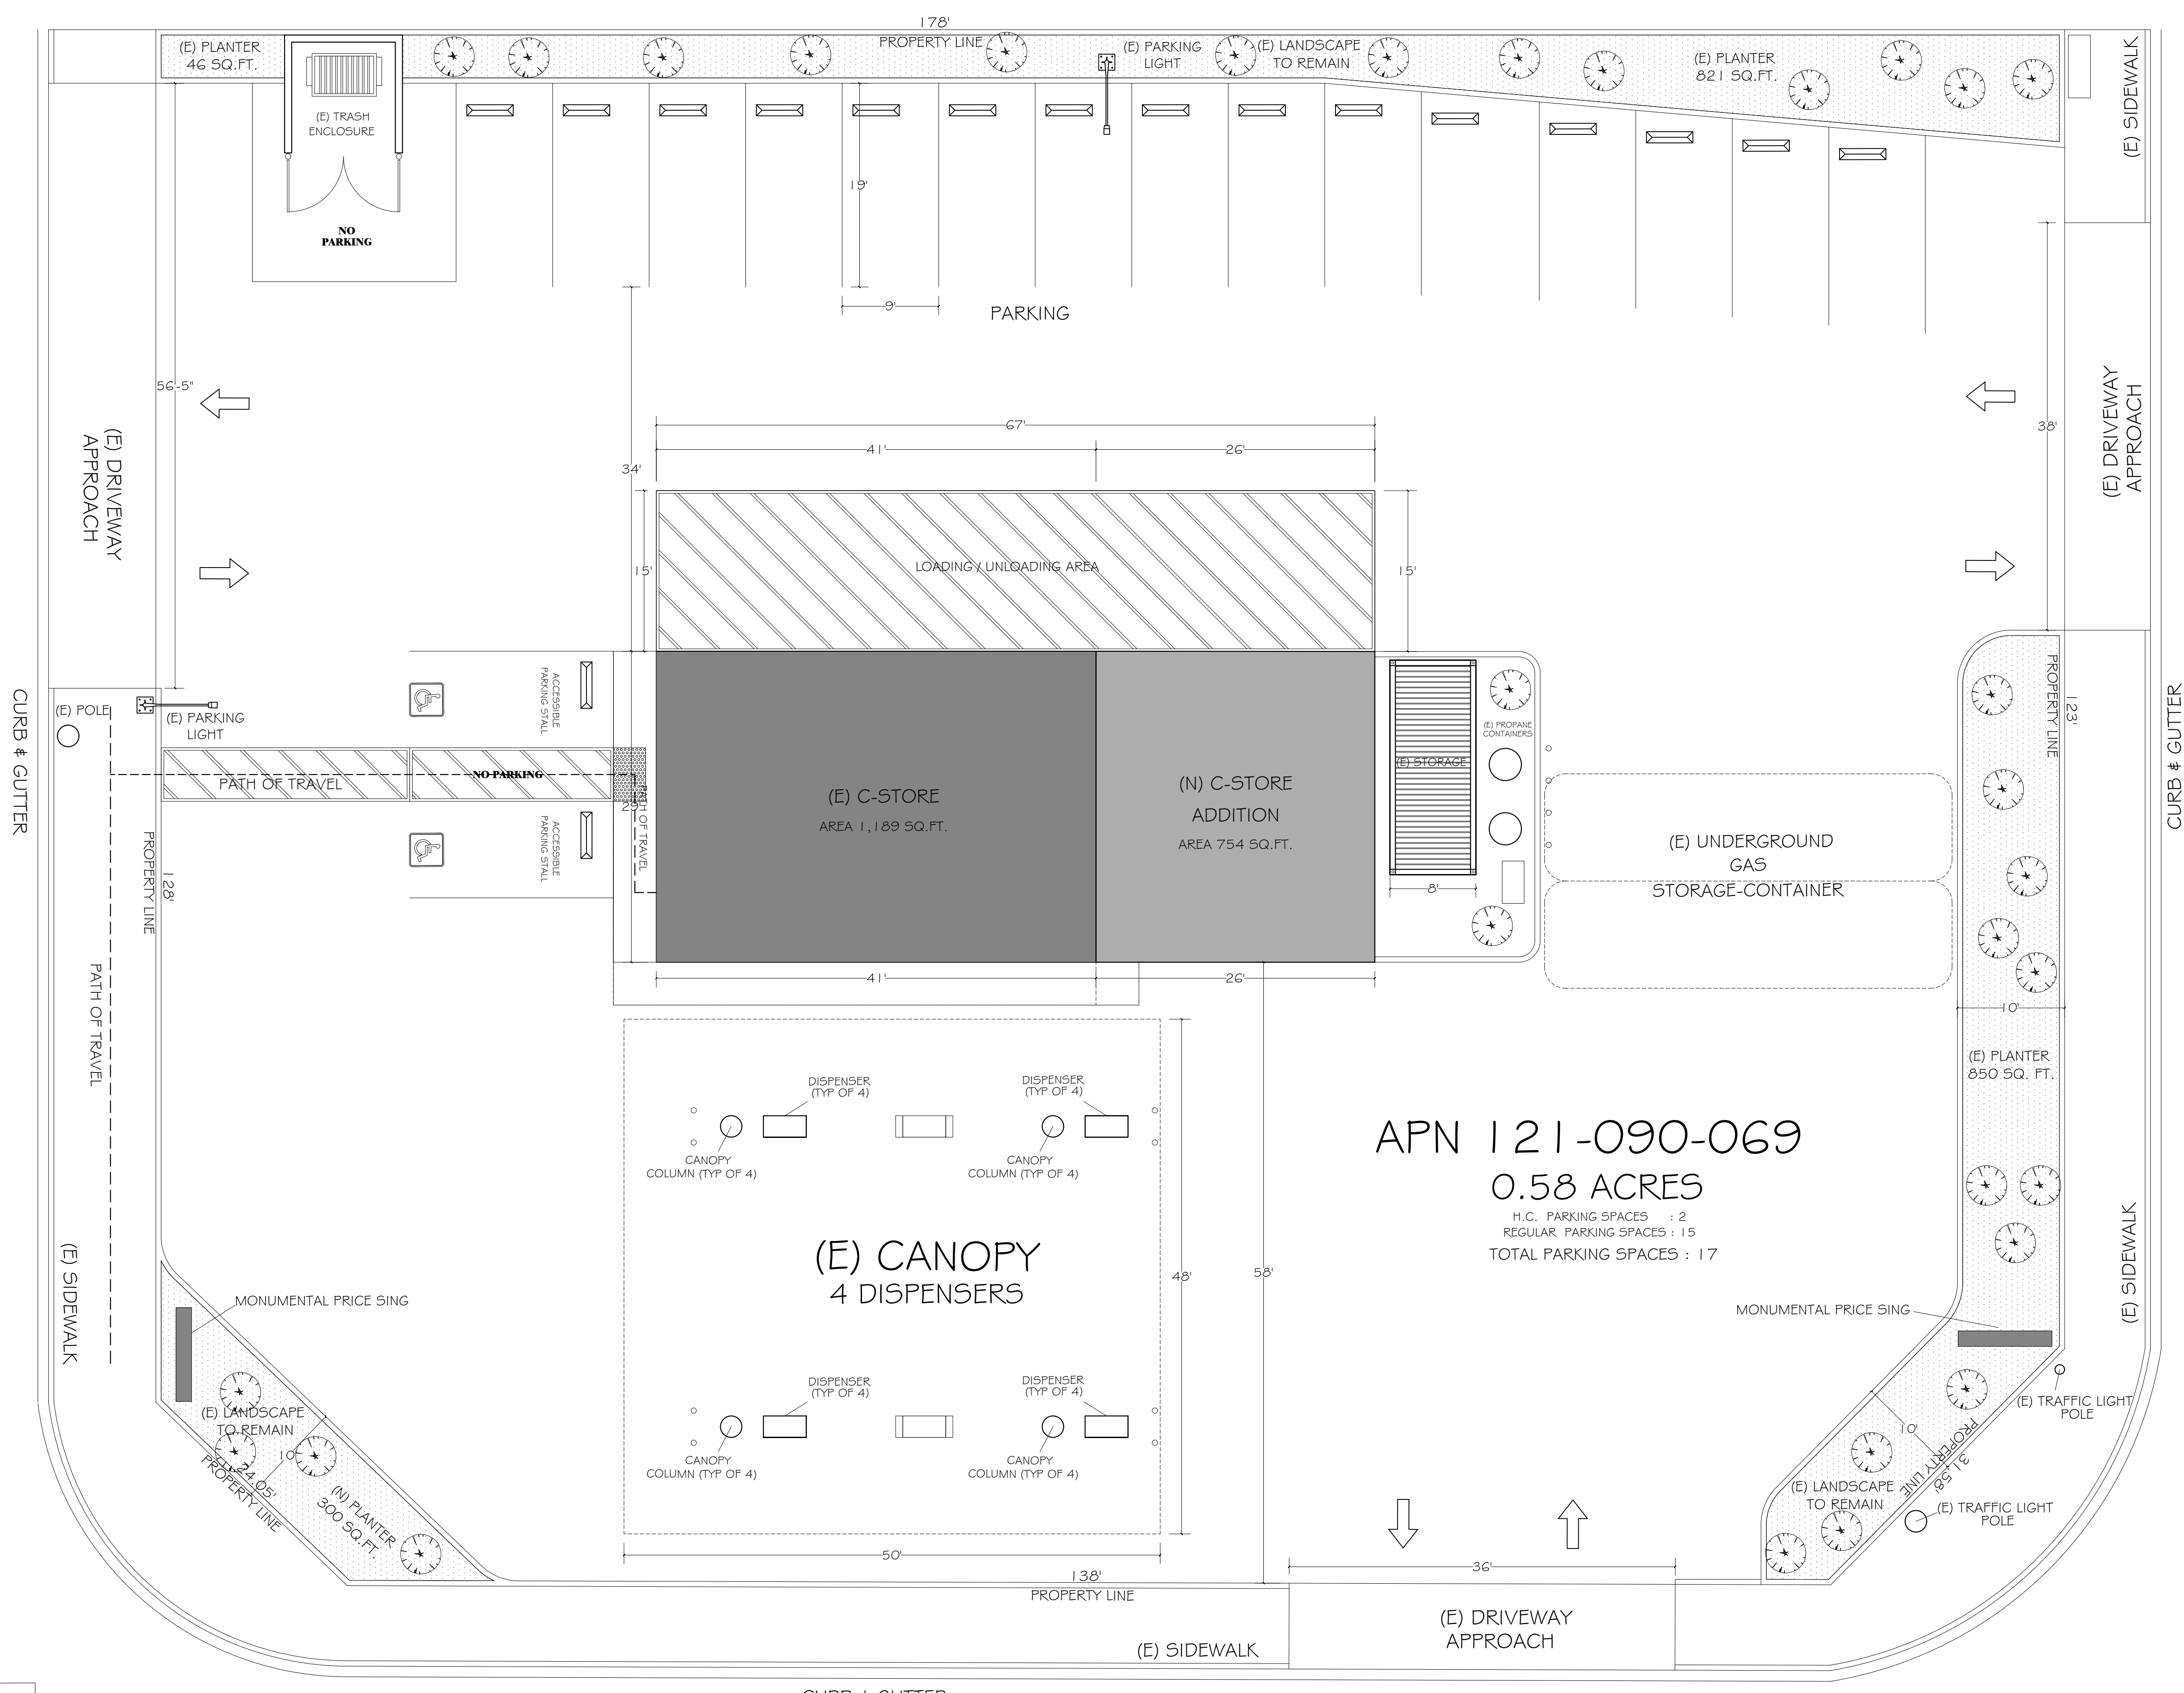 178'
PROPERTY LINE
(E) PLANTER
46 SQ.FT.
(E) PARKING
LIGHT
(E) LANDSCAPE
TO REMAIN
(E) PLANTER
821 SQ.FT.
(E) SIDEWALK
(E) TRASH
ENCLOSURE
NO
PARKING
19'
9'
PARKING
56'-5"
38'
(E) DRIVEWAY
APPROACH
(E) DRIVEWAY
APPROACH
67'
41'
26'
34'
15'
LOADING / UNLOADING AREA
15'
CURB & GUTTER
(E) POLE
(E) PARKING
LIGHT
ACCESSIBLE
PARKING STALL
PATH OF TRAVEL
NO PARKING
ACCESSIBLE
PARKING STALL
29'
PATH OF TRAVEL
(E) C-STORE
AREA 1,189 SQ.FT.
(N) C-STORE
ADDITION
AREA 754 SQ.FT.
(E) STORAGE
8'
(E) PROPANE
CONTAINERS
(E) UNDERGROUND
GAS
STORAGE-CONTAINER
PROPERTY LINE
123'
CURB & GUTTER
PROPERTY LINE
128'
PATH OF TRAVEL
41'
26'
10'
(E) PLANTER
850 SQ. FT.
DISPENSER
(TYP OF 4)
DISPENSER
(TYP OF 4)
CANOPY
COLUMN (TYP OF 4)
CANOPY
COLUMN (TYP OF 4)
APN 121-090-069
0.58 ACRES
H.C. PARKING SPACES : 2
REGULAR PARKING SPACES : 15
TOTAL PARKING SPACES : 17
(E) CANOPY
4 DISPENSERS
48'
58'
(E) SIDEWALK
(E) SIDEWALK
MONUMENTAL PRICE SING
MONUMENTAL PRICE SING
DISPENSER
(TYP OF 4)
DISPENSER
(TYP OF 4)
CANOPY
COLUMN (TYP OF 4)
CANOPY
COLUMN (TYP OF 4)
(E) LANDSCAPE
TO REMAIN
10'
24.05'
PROPERTY LINE
(N) PLANTER
300 SQ.FT.
(E) TRAFFIC LIGHT
POLE
10'
PROPERTY LINE
31.58'
(E) LANDSCAPE
TO REMAIN
(E) TRAFFIC LIGHT
POLE
50'
36'
138'
PROPERTY LINE
(E) DRIVEWAY
APPROACH
(E) SIDEWALK